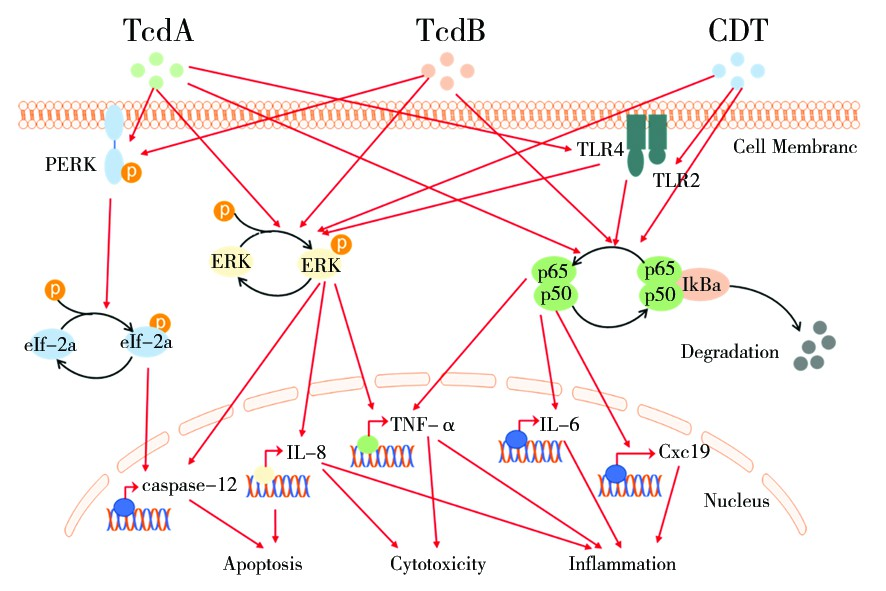 TcdA
TcdB
CDT
Cell Membranc
PERK
p
TLR4
TLR2
p
p
ERK
ERK
p65
p50
p65
p50
IkBa
p
p
eIf-2a
eIf-2a
Degradation
TNF-α
IL-6
IL-8
Cxc19
caspase-12
Nucleus
Apoptosis
Cytotoxicity
Inflammation